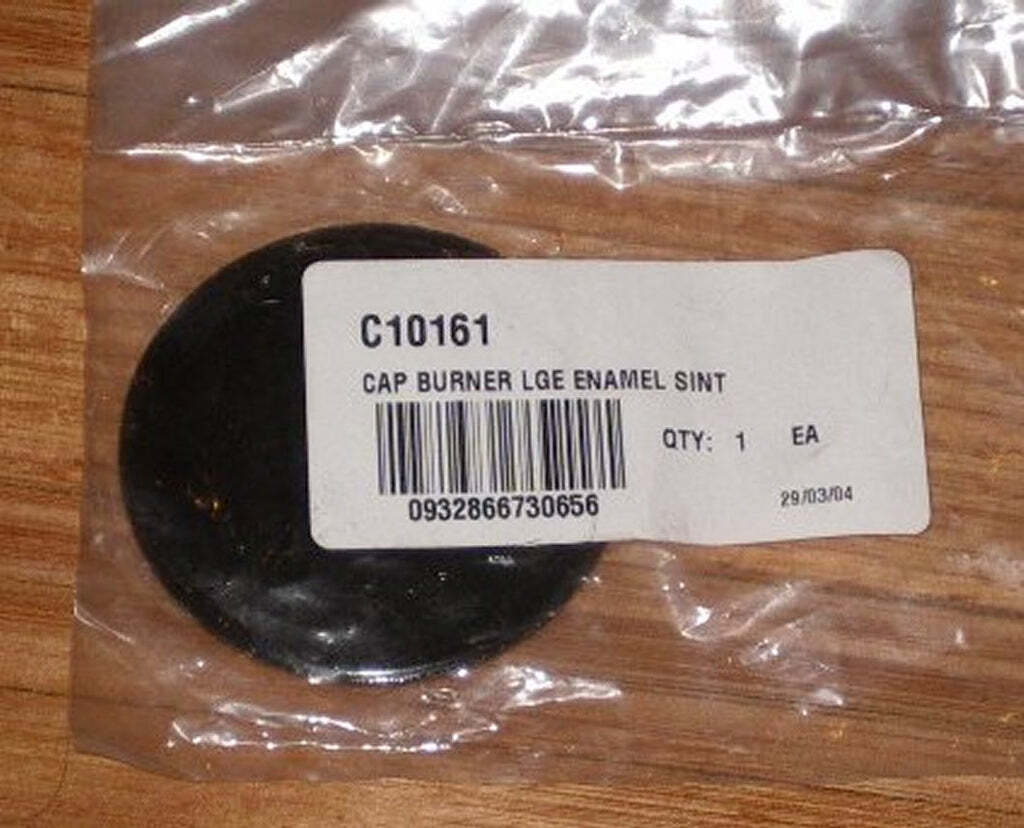 C10161
CAP BURNER LGE ENAMEL SINT
QTY: 1 EA
0932866730656
29/03/04